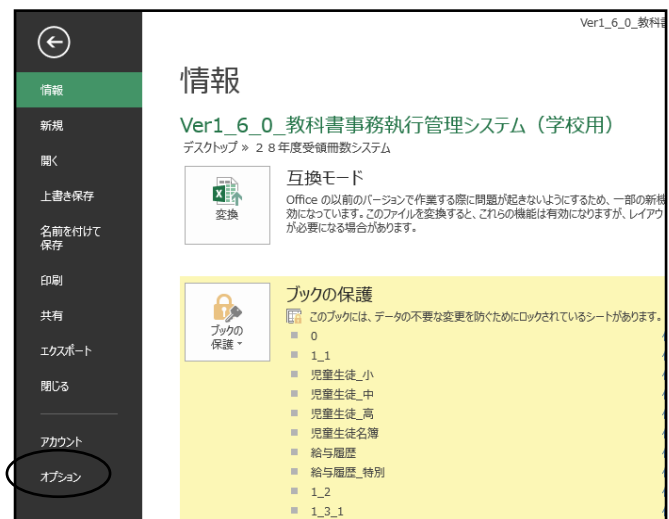 Ver1_6_0_教科
情報
情報
新規
開く
上書き保存
名前を付けて
保存
印刷
共有
エクスポート
閉じる
アカウント
オプション
Ver1_6_0_教科書事務執行管理システム（学校用）
デスクトップ » ２８年度受領冊数システム
変換
互換モード
Office の以前のバージョンで作業する際に問題が起きないようにするため、一部の新機
効になっています。このファイルを変換すると、これらの機能は有効になりますが、レイアウ
が必要になる場合があります。
ブックの
保護
ブックの保護
このブックには、データの不要な変更を防ぐためにロックされているシートがあります。
0
1_1
児童生徒_小
児童生徒_中
児童生徒_高
児童生徒名簿
給与履歴
給与履歴_特別
1_2
1_3_1